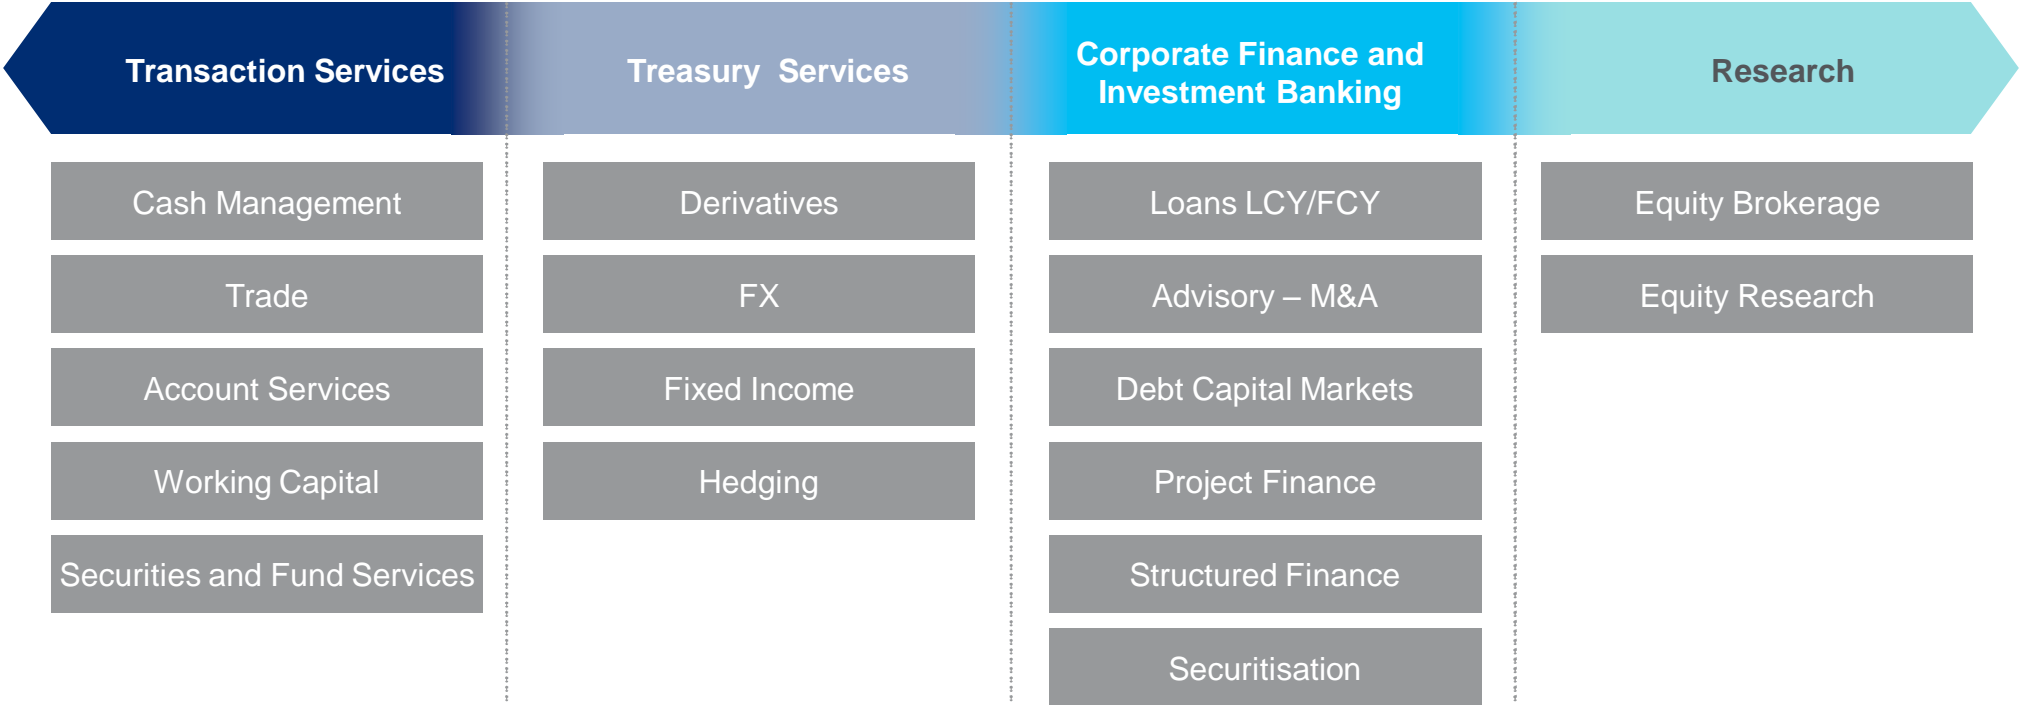 Transaction Services
Treasury Services
Corporate Finance and
Investment Banking
Research
Cash Management
Trade
Account Services
Working Capital
Securities and Fund Services
Derivatives
FX
Fixed Income
Hedging
Loans LCY/FCY
Advisory – M&A
Debt Capital Markets
Project Finance
Structured Finance
Securitisation
Equity Brokerage
Equity Research